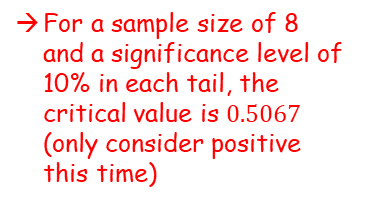 → For a sample size of 8
and a significance level of
10% in each tail, the
critical value is 0.5067
(only consider positive
this time)